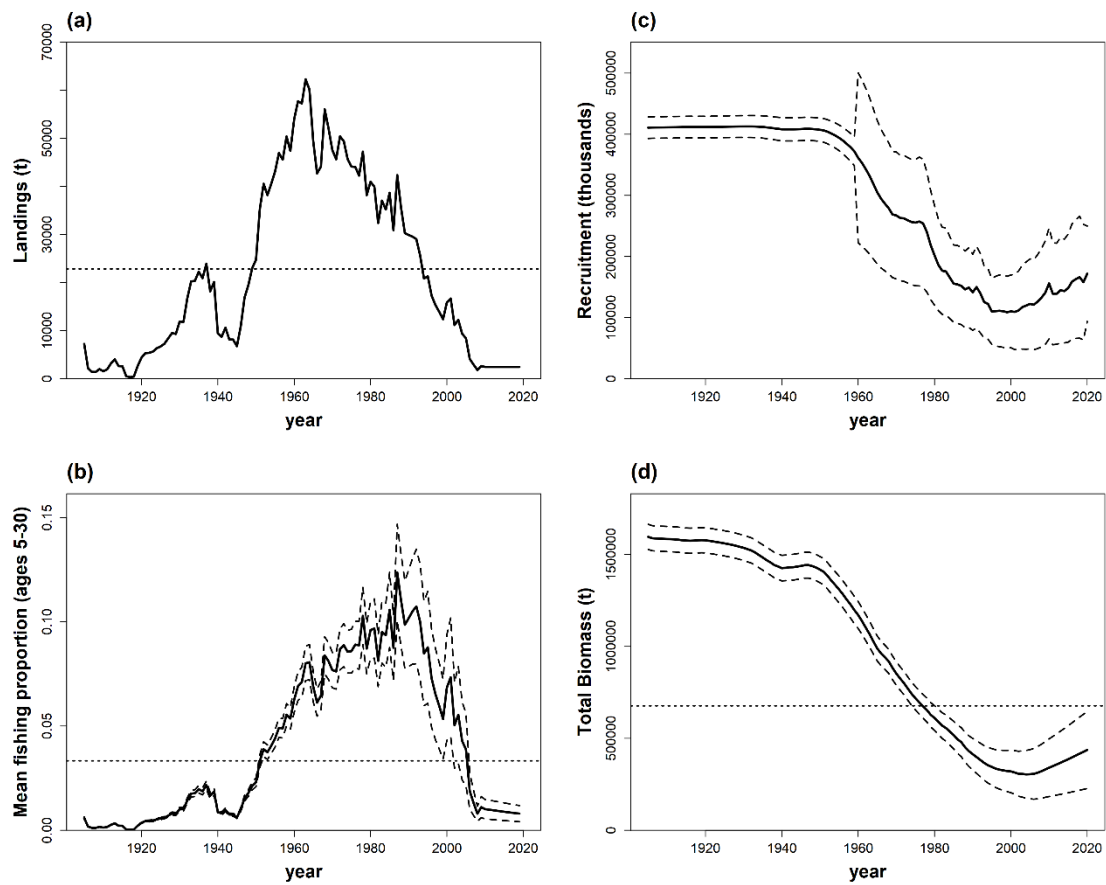 (a)
Landings (t)
70000
50000
30000
10000
0
1920 1940 1960 1980 2000 2020
year
(c)
Recruitment (thousands)
500000
400000
300000
200000
100000
0
1920 1940 1960 1980 2000 2020
year
(b)
Mean fishing proportion (ages 5-30)
0.15
0.10
0.05
0.00
1920 1940 1960 1980 2000 2020
year
(d)
Total Biomass (t)
1500000
1000000
500000
0
1920 1940 1960 1980 2000 2020
year